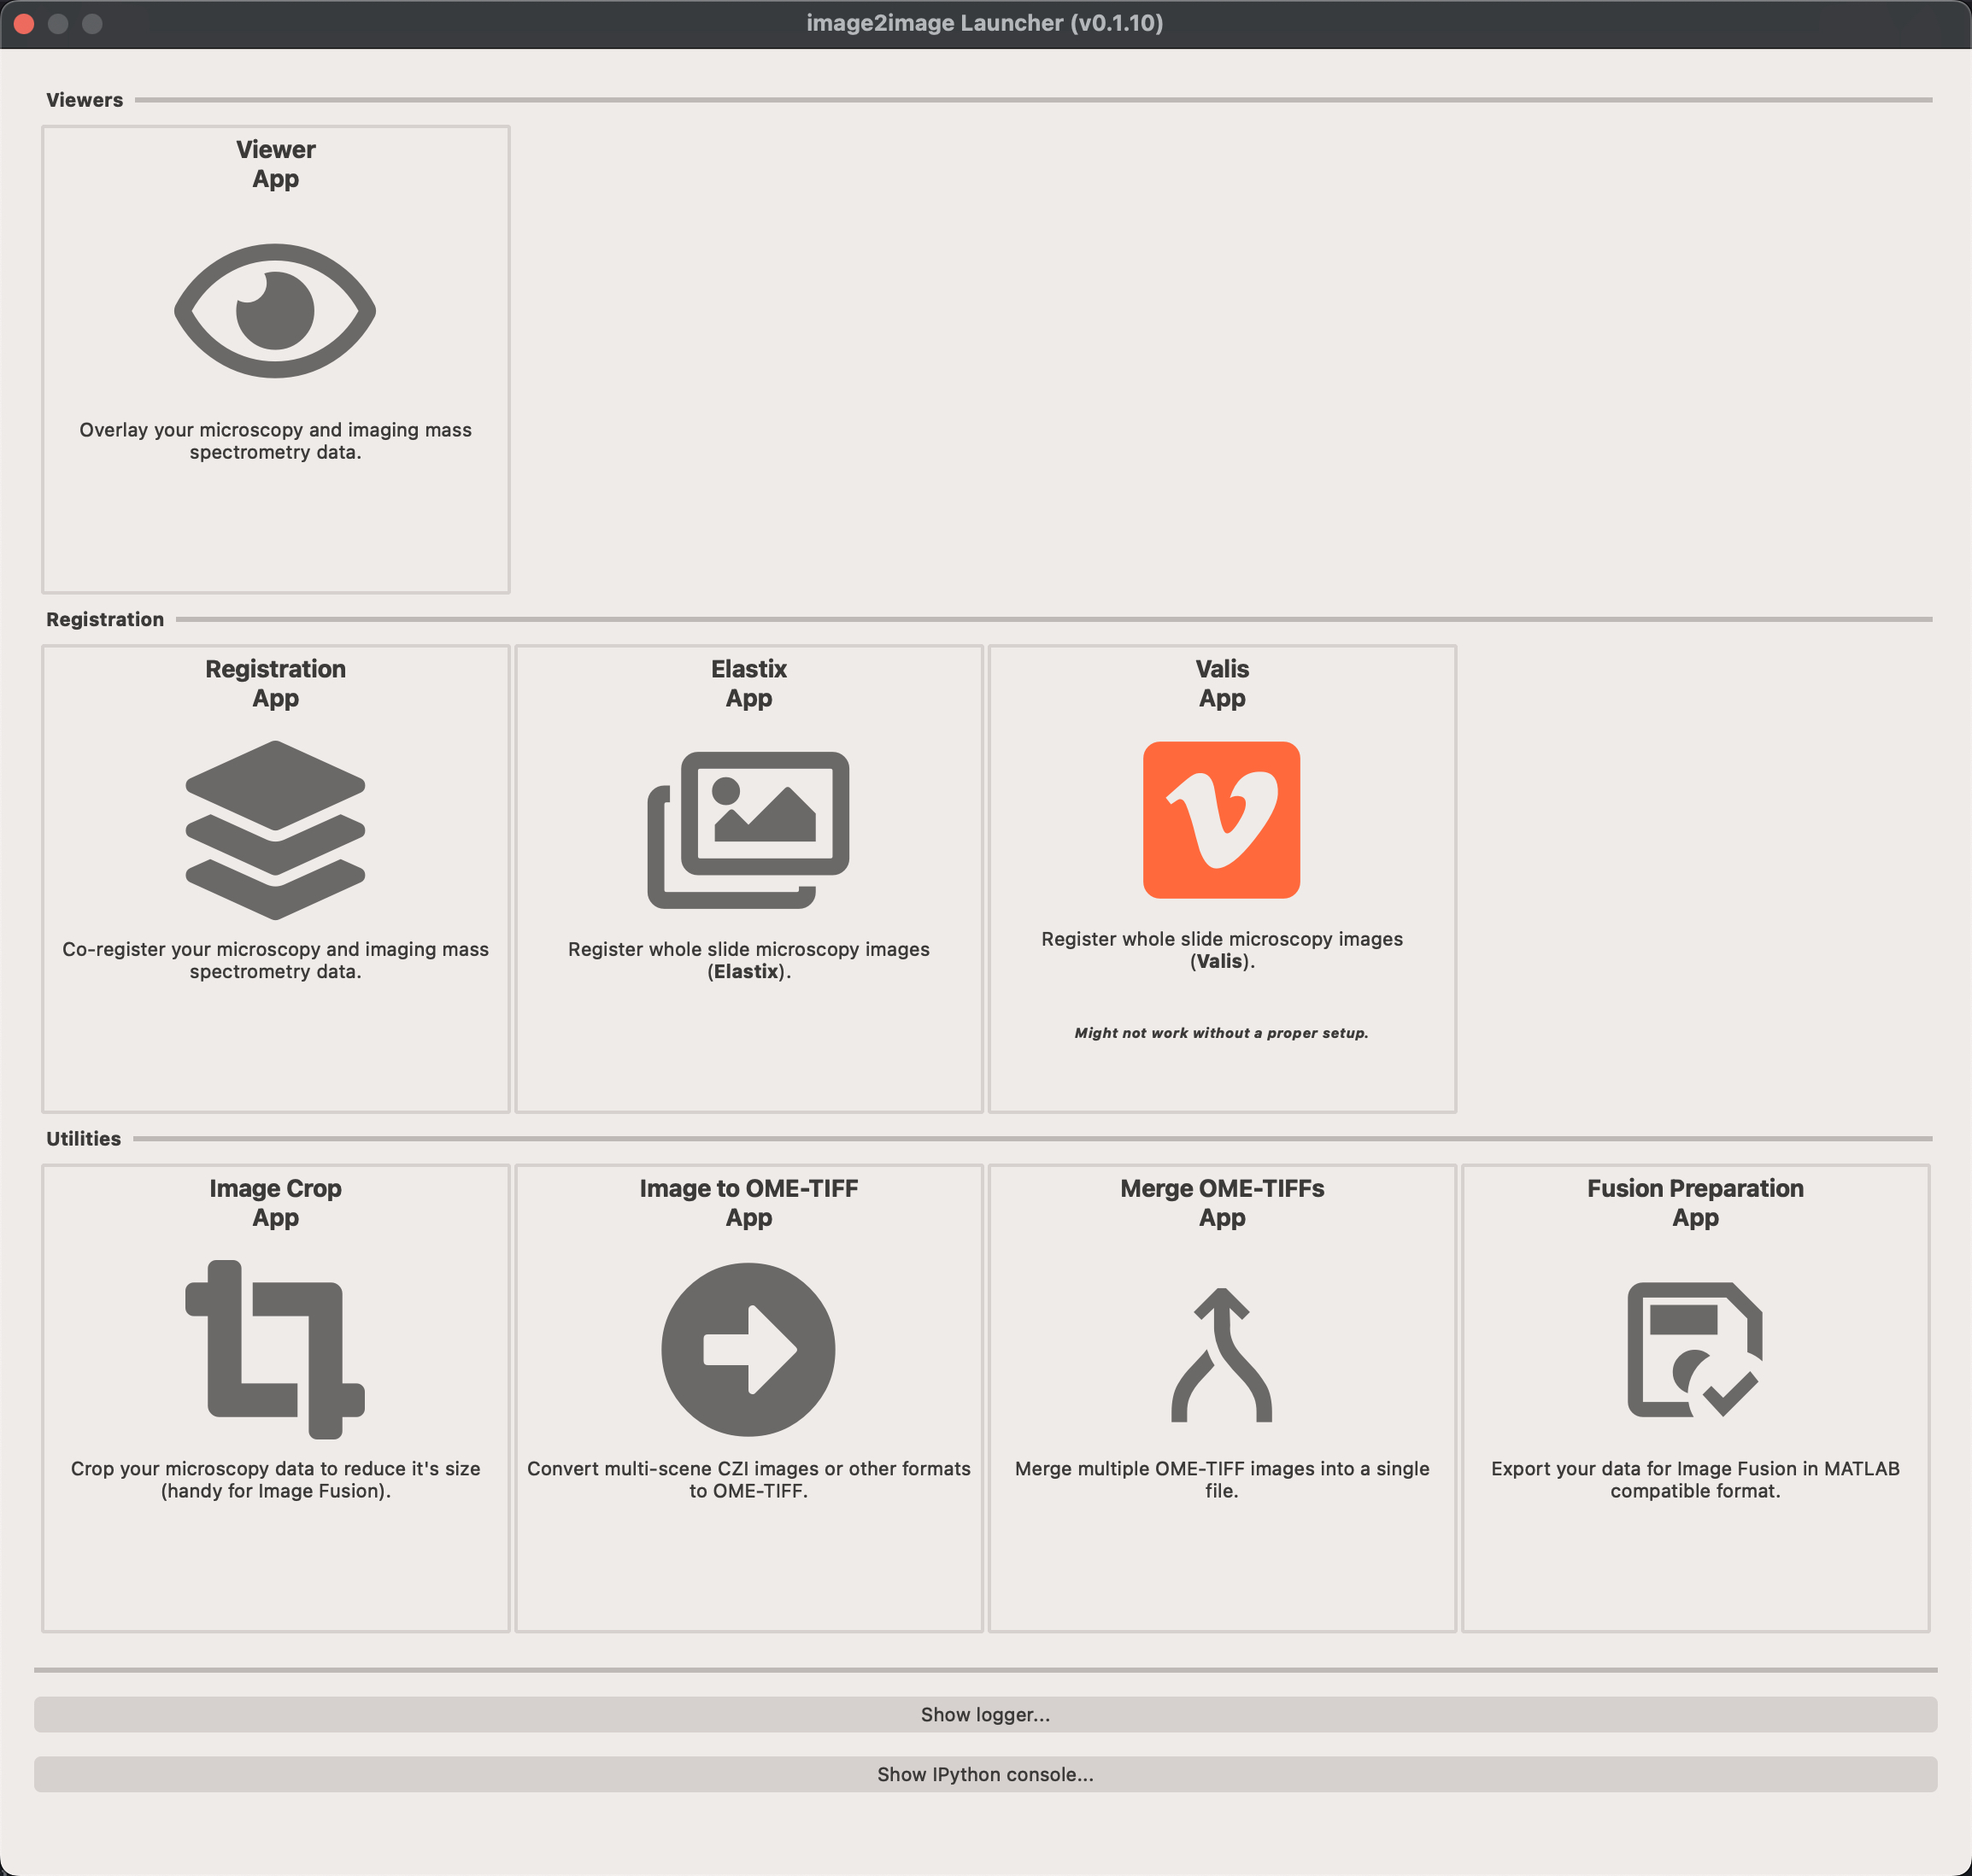 image2image Launcher (v0.1.10)
Viewers
Viewer
App
Overlay your microscopy and imaging mass
spectrometry data.
Registration
Registration
App
Co-register your microscopy and imaging mass
spectrometry data.
Elastix
App
Register whole slide microscopy images
(Elastix).
Valis
App
Register whole slide microscopy images
(Valis).
Might not work without a proper setup.
Utilities
Image Crop
App
Crop your microscopy data to reduce it's size
(handy for Image Fusion).
Image to OME-TIFF
App
Convert multi-scene CZI images or other formats
to OME-TIFF.
Merge OME-TIFFs
App
Merge multiple OME-TIFF images into a single
file.
Fusion Preparation
App
Export your data for Image Fusion in MATLAB
compatible format.
Show logger...
Show IPython console...